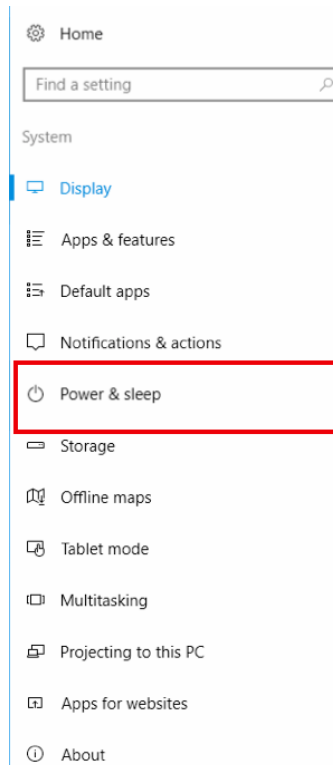 Home
Find a setting
System
Display
Apps & features
Default apps
Notifications & actions
Power & sleep
Storage
Offline maps
Tablet mode
Multitasking
Projecting to this PC
Apps for websites
About